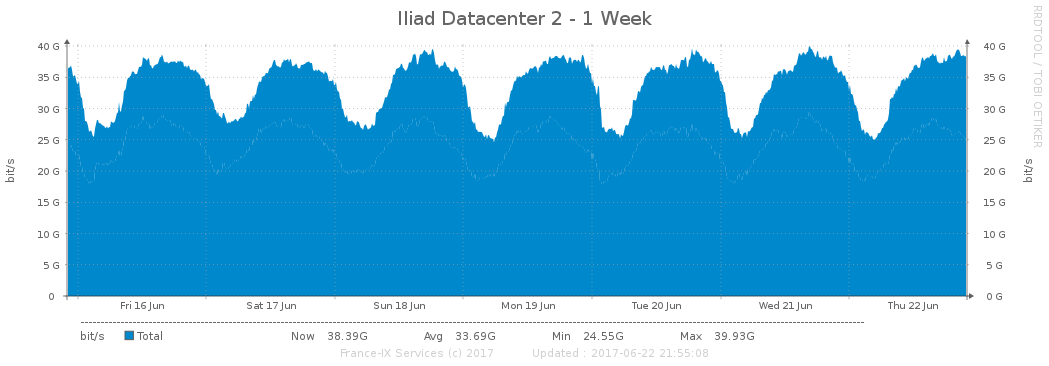 Iliad Datacenter 2 - 1 Week
RRDTOOL / TOBI OETIKER
40 G 40 G
35 G 35 G
30 G 30 G
25 G 25 G
20 G 20 G
15 G 15 G
10 G 10 G
5 G 5 G
0 0 G
bit/s bit/s
Fri 16 Jun Sat 17 Jun Sun 18 Jun Mon 19 Jun Tue 20 Jun Wed 21 Jun Thu 22 Jun
bit/s Total Now 38.39G Avg 33.69G Min 24.55G Max 39.93G
France-IX Services (c) 2017 Updated : 2017-06-22 21:55:08